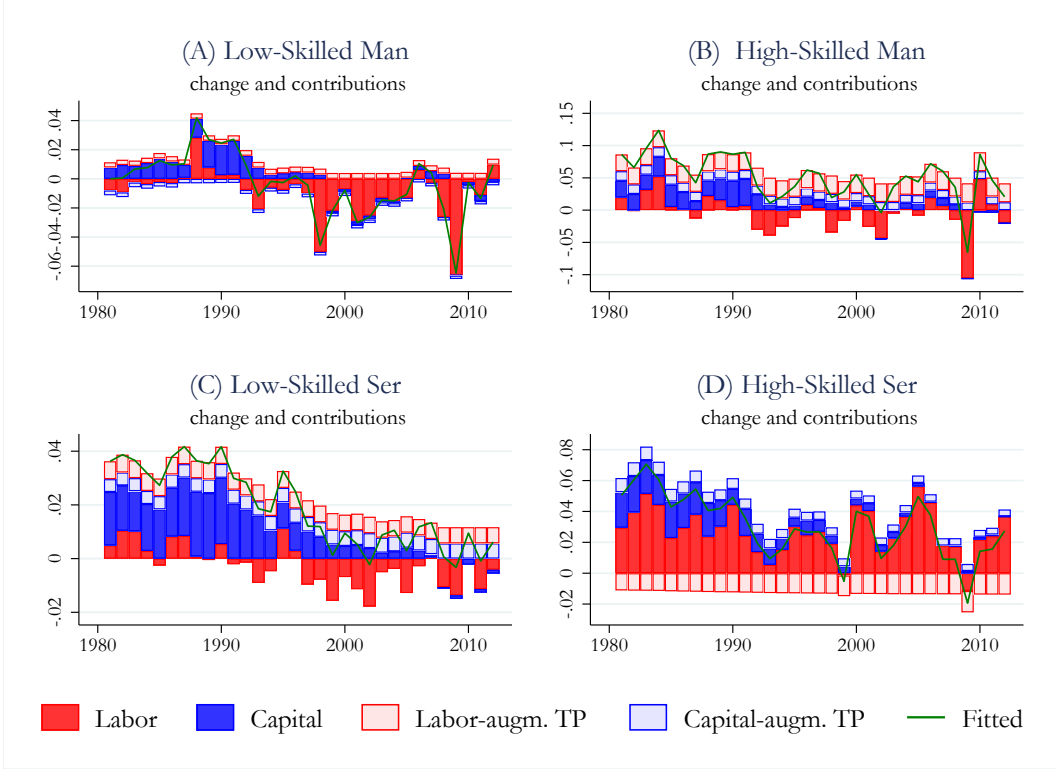 (A) Low-Skilled Man
change and contributions
.04
.02
0
-.02
-.04
-.06
1980
1990
2000
2010
(B) High-Skilled Man
change and contributions
.15
.1
.05
0
-.05
-.1
1980
1990
2000
2010
(C) Low-Skilled Ser
change and contributions
.04
.02
0
-.02
1980
1990
2000
2010
(D) High-Skilled Ser
change and contributions
.08
.06
.04
.02
0
-.02
1980
1990
2000
2010
Labor
Capital
Labor-augm. TP
Capital-augm. TP
Fitted